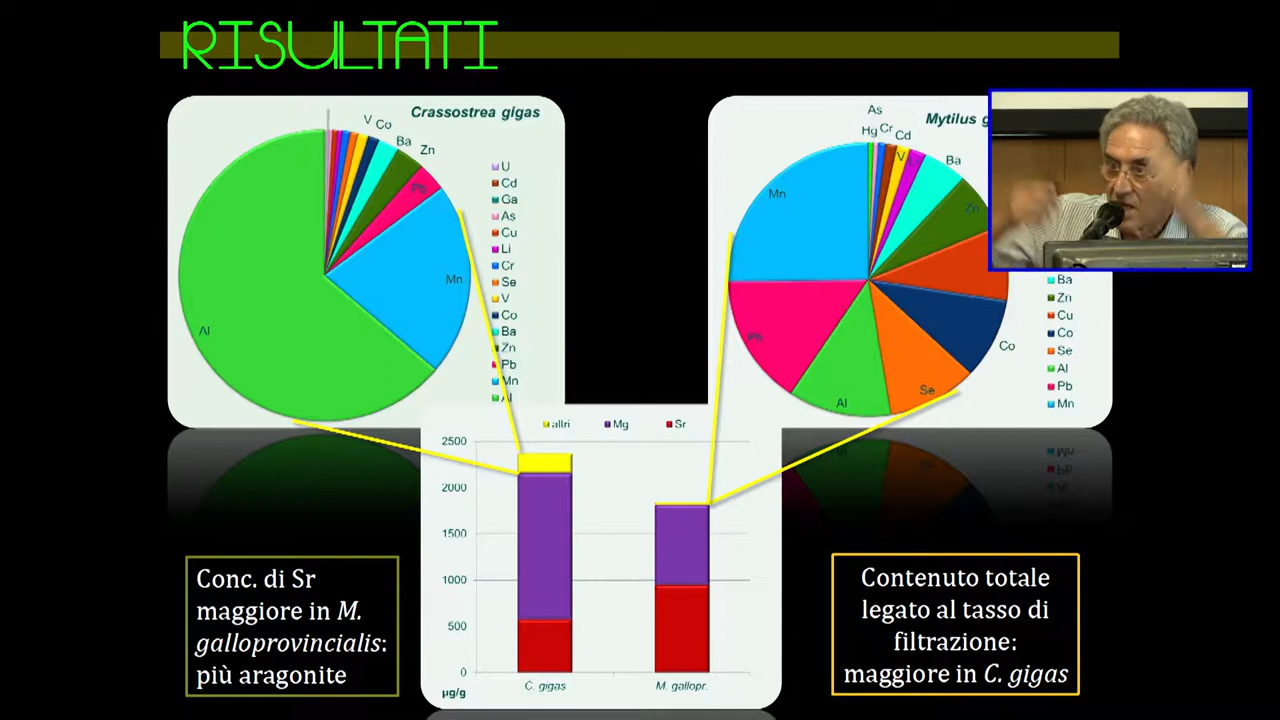 RISULTATI
Crassostrea gigas
V
Co
Ba
Zn
Pb
Mn
Al
U
Cd
Ga
As
Cu
Li
Cr
Se
V
Co
Ba
Zn
Pb
Mn
Al
Mytilus g
As
Hg
Cr
Cd
V
Ba
Zn
Co
Se
Al
Pb
Mn
Ba
Zn
Cu
Co
Se
Al
Pb
Mn
altri
Mg
Sr
2500
2000
1500
1000
500
0
µg/g
C. gigas
M. gallopr.
Conc. di Sr
maggiore in M.
galloprovincialis:
più aragonite
Contenuto totale
legato al tasso di
filtrazione:
maggiore in C. gigas